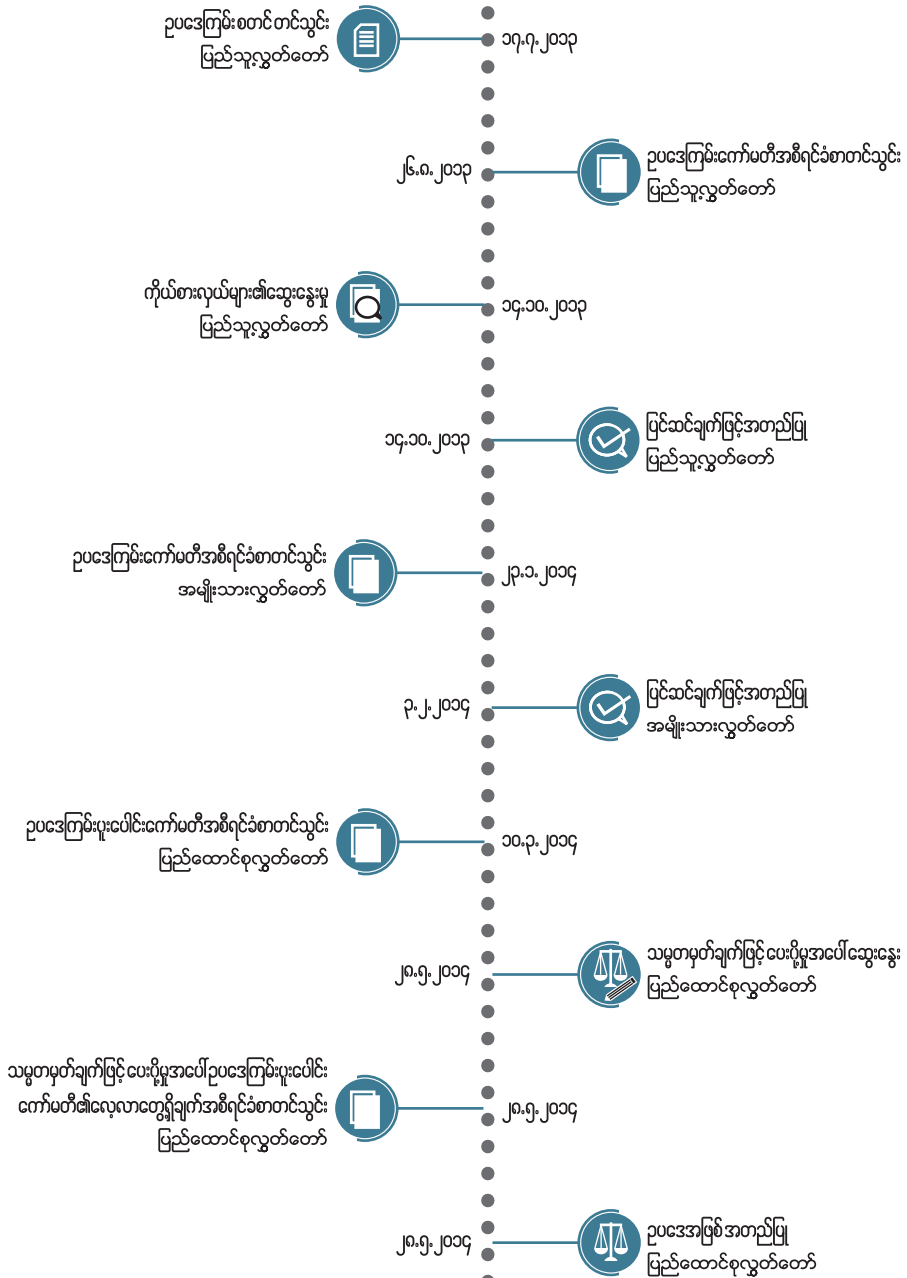 ဥပဒေကြမ်းစတင်တင်သွင်း
ပြည်သူ့လွှတ်တော်
၁၇.၇.၂၀၁၃
ဥပဒေကြမ်းကော်မတီအစီရင်ခံစာတင်သွင်း
ပြည်သူ့လွှတ်တော်
၂၆.၈.၂၀၁၃
ကိုယ်စားလှယ်များ၏ဆွေးနွေးမှု
ပြည်သူ့လွှတ်တော်
၁၄.၁၀.၂၀၁၃
ပြင်ဆင်ချက်ဖြင့်အတည်ပြု
ပြည်သူ့လွှတ်တော်
၁၄.၁၀.၂၀၁၃
ဥပဒေကြမ်းကော်မတီအစီရင်ခံစာတင်သွင်း
အမျိုးသားလွှတ်တော်
၂၃.၁.၂၀၁၄
ပြင်ဆင်ချက်ဖြင့်အတည်ပြု
အမျိုးသားလွှတ်တော်
၃.၂.၂၀၁၄
ဥပဒေကြမ်းပူးပေါင်းကော်မတီအစီရင်ခံစာတင်သွင်း
ပြည်ထောင်စုလွှတ်တော်
၁၀.၃.၂၀၁၄
သမ္မတမှတ်ချက်ဖြင့် ပေးပို့မှုအပေါ် ဆွေးနွေး
ပြည်ထောင်စုလွှတ်တော်
၂၈.၅.၂၀၁၄
သမ္မတမှတ်ချက်ဖြင့် ပေးပို့မှုအပေါ် ဥပဒေကြမ်းပူးပေါင်း
ကော်မတီ၏လေ့လာတွေ့ရှိချက်အစီရင်ခံစာတင်သွင်း
ပြည်ထောင်စုလွှတ်တော်
၂၈.၅.၂၀၁၄
ဥပဒေအဖြစ် အတည်ပြု
ပြည်ထောင်စုလွှတ်တော်
၂၈.၅.၂၀၁၄